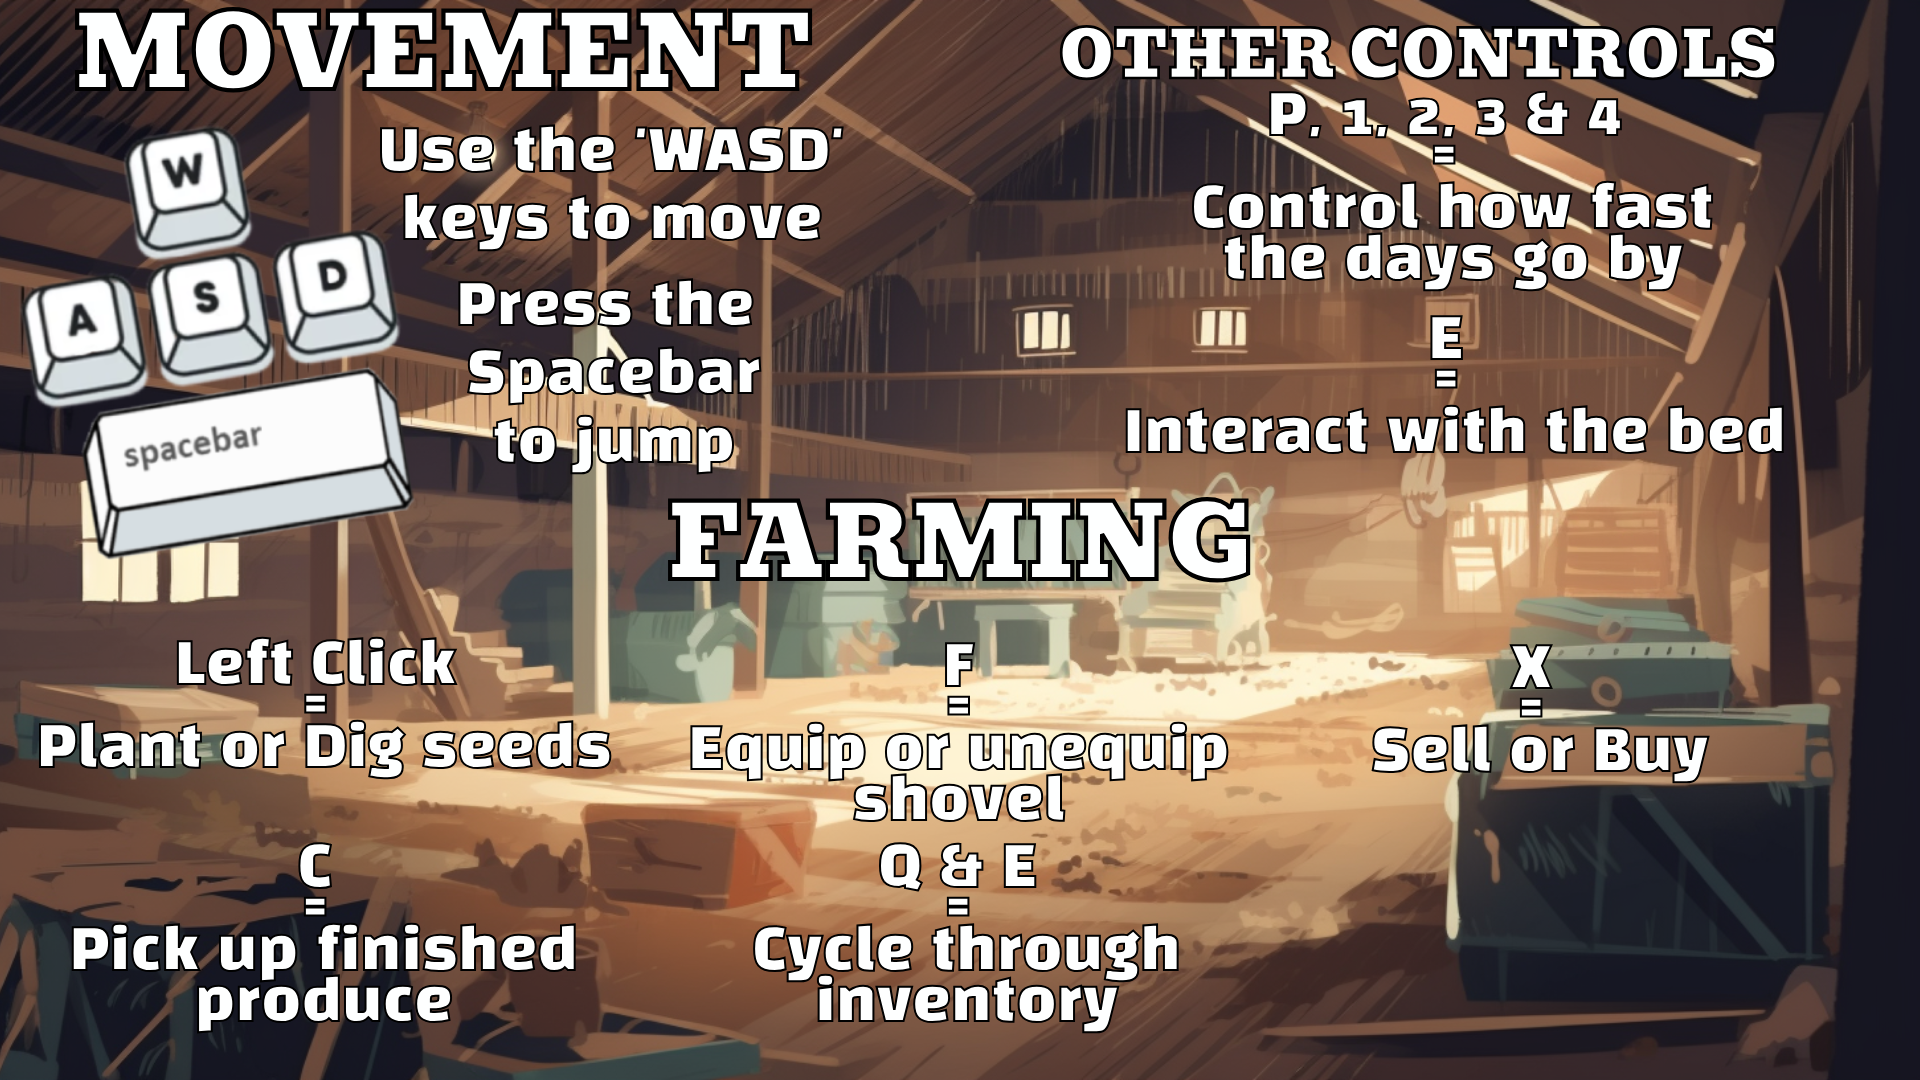 MOVEMENT
W
A S D
spacebar
Use the 'WASD'
keys to move
Press the
Spacebar
to jump
OTHER CONTROLS
P, 1, 2, 3 & 4
=
Control how fast
the days go by
E
=
Interact with the bed
FARMING
Left Click
=
Plant or Dig seeds
F
=
Equip or unequip
shovel
X
=
Sell or Buy
C
=
Pick up finished
produce
Q & E
=
Cycle through
inventory